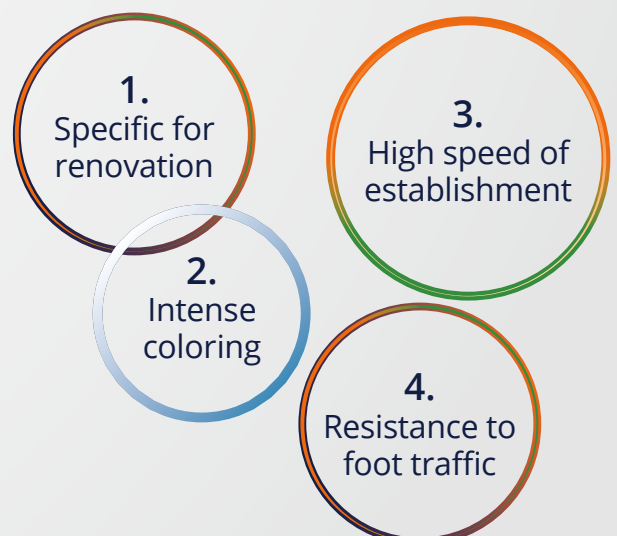 1.
Specific for
renovation
2.
Intense
coloring
3.
High speed of
establishment
4.
Resistance to
foot traffic